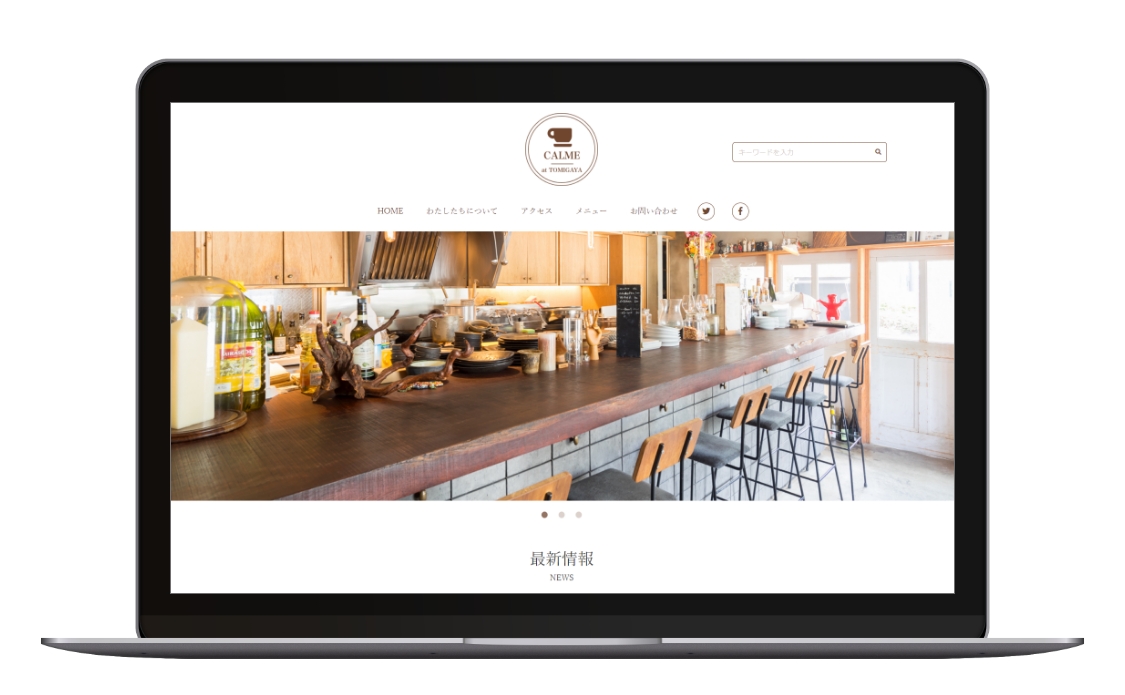 CALME
at TOMIGAYA
キーワードを入力
HOME わたしたちについて アクセス メニュー お問い合わせ
最新情報
NEWS